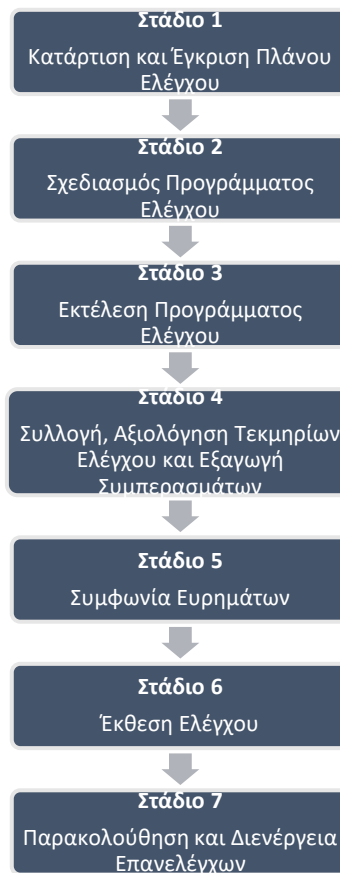 Στάδιο 1
Κατάρτιση και Έγκριση Πλάνου
Ελέγχου
Στάδιο 2
Σχεδιασμός Προγράμματος
Ελέγχου
Στάδιο 3
Εκτέλεση Προγράμματος
Ελέγχου
Στάδιο 4
Συλλογή, Αξιολόγηση Τεκμηρίων
Ελέγχου και Εξαγωγή
Συμπερασμάτων
Στάδιο 5
Συμφωνία Ευρημάτων
Στάδιο 6
Έκθεση Ελέγχου
Στάδιο 7
Παρακολούθηση και Διενέργεια
Επανελέγχων